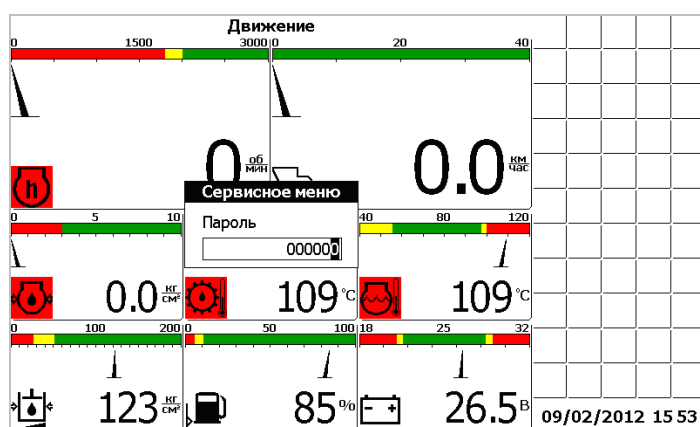 Движение
0 1500 3000 0 20 40
0 об мин 0.0 км час
h
Сервисное меню
Пароль
000000
0 5 10 40 80 120
0.0 кг см² 109 °С 109 °С
0 100 200 0 50 100 18 25 32
123 кг см² 85 % 26.5 В
09/02/2012 15 53